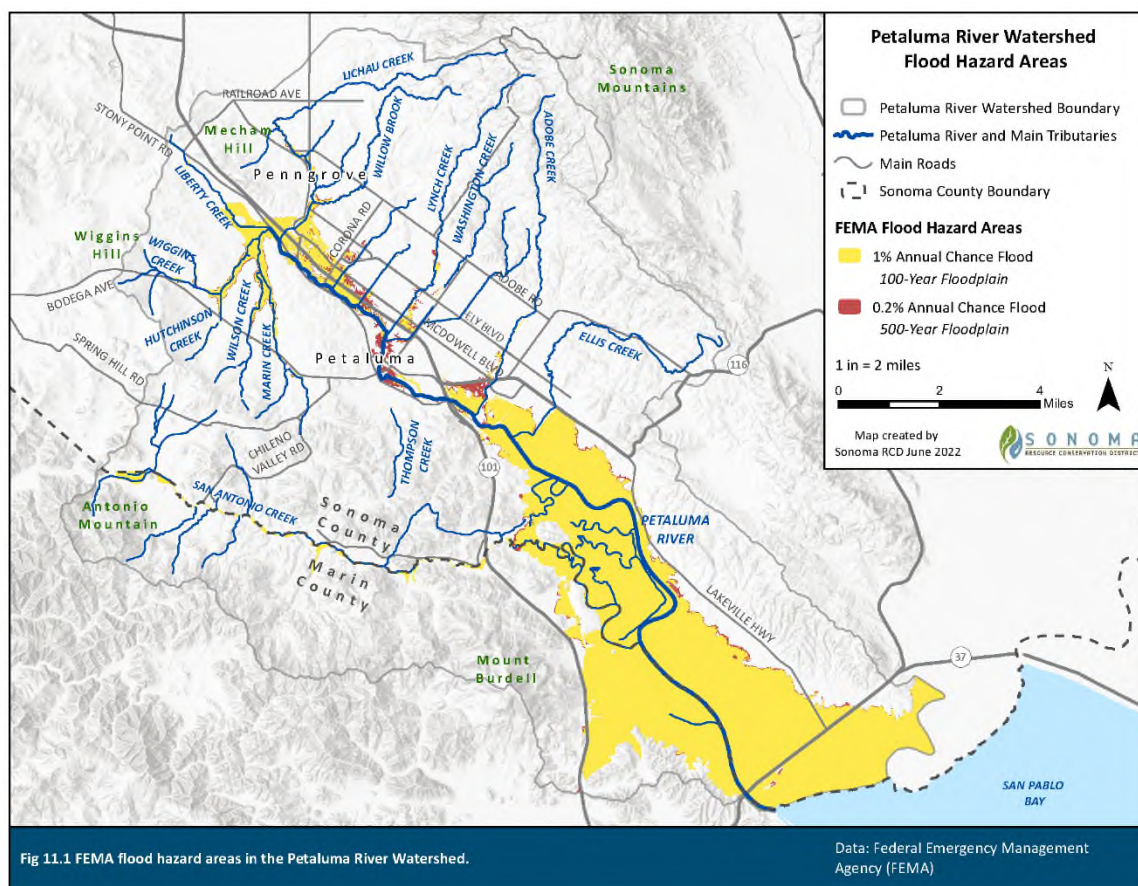 Petaluma River Watershed
Flood Hazard Areas
Petaluma River Watershed Boundary
Petaluma River and Main Tributaries
Main Roads
Sonoma County Boundary
FEMA Flood Hazard Areas
1% Annual Chance Flood
100-Year Floodplain
0.2% Annual Chance Flood
500-Year Floodplain
1 in = 2 miles
0 2 4
Miles
N
Map created by
Sonoma RCD June 2022
SONOMA
RESOURCE CONSERVATION DISTRICT
LICHAU CREEK
Sonoma
Mountains
RAILROAD AVE
STONY POINT RD
Mecham
Hill
WILLOW BROOK
ADOBE CREEK
Penngrove
LYNCH CREEK
WASHINGTON CREEK
LIBERTY CREEK
CORONA RD
Wiggins
Hill
WIGGINS
CREEK
BODEGA AVE
ADOBE RD
HUTCHINSON
CREEK
WILSON CREEK
MARIN CREEK
ELY BLVD
MCDOWELL BLVD
ELLIS CREEK
SPRING HILL RD
Petaluma
116
CHILENO
VALLEY RD
THOMPSON
CREEK
101
Antonio
Mountain
SAN ANTONIO CREEK
Sonoma
County
Marin
County
PETALUMA
RIVER
LAKEVILLE HWY
Mount
Burdell
37
SAN PABLO
BAY
Fig 11.1 FEMA flood hazard areas in the Petaluma River Watershed.
Data: Federal Emergency Management
Agency (FEMA)